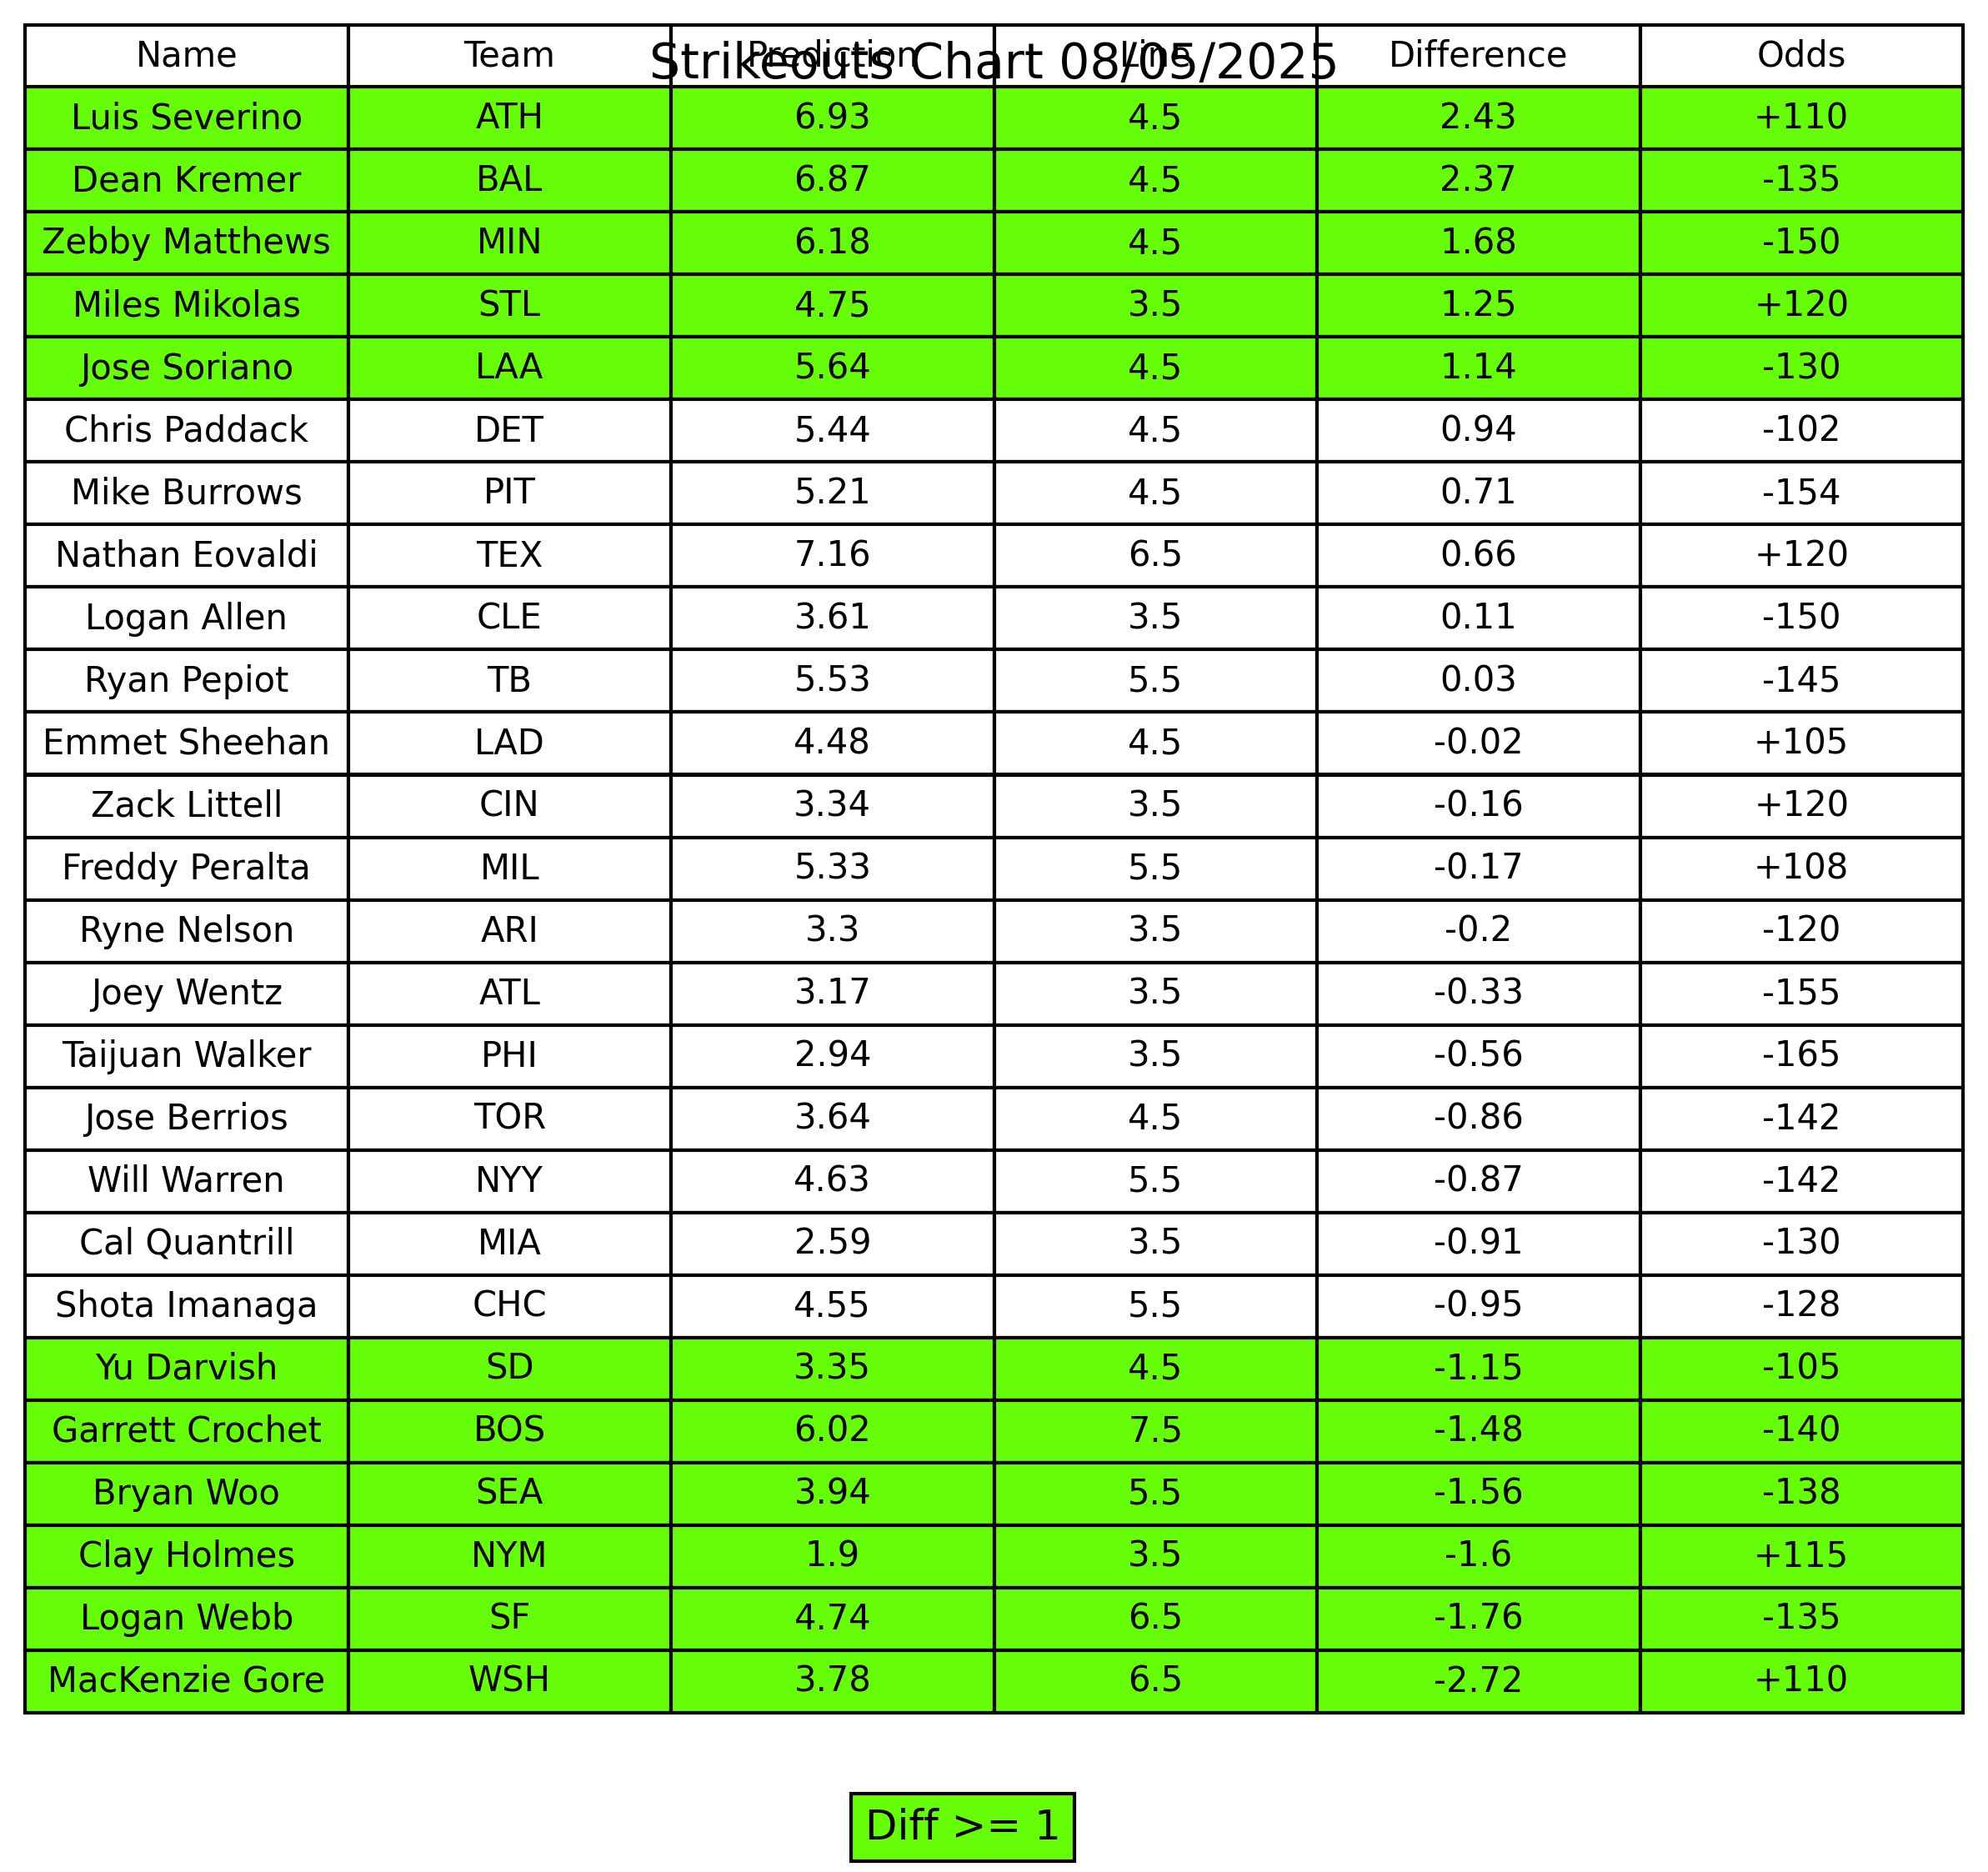 Strikeouts Chart 08/05/2025
Name Team Prediction Line Difference Odds
Luis Severino ATH 6.93 4.5 2.43 +110
Dean Kremer BAL 6.87 4.5 2.37 -135
Zebby Matthews MIN 6.18 4.5 1.68 -150
Miles Mikolas STL 4.75 3.5 1.25 +120
Jose Soriano LAA 5.64 4.5 1.14 -130
Chris Paddack DET 5.44 4.5 0.94 -102
Mike Burrows PIT 5.21 4.5 0.71 -154
Nathan Eovaldi TEX 7.16 6.5 0.66 +120
Logan Allen CLE 3.61 3.5 0.11 -150
Ryan Pepiot TB 5.53 5.5 0.03 -145
Emmet Sheehan LAD 4.48 4.5 -0.02 +105
Zack Littell CIN 3.34 3.5 -0.16 +120
Freddy Peralta MIL 5.33 5.5 -0.17 +108
Ryne Nelson ARI 3.3 3.5 -0.2 -120
Joey Wentz ATL 3.17 3.5 -0.33 -155
Taijuan Walker PHI 2.94 3.5 -0.56 -165
Jose Berrios TOR 3.64 4.5 -0.86 -142
Will Warren NYY 4.63 5.5 -0.87 -142
Cal Quantrill MIA 2.59 3.5 -0.91 -130
Shota Imanaga CHC 4.55 5.5 -0.95 -128
Yu Darvish SD 3.35 4.5 -1.15 -105
Garrett Crochet BOS 6.02 7.5 -1.48 -140
Bryan Woo SEA 3.94 5.5 -1.56 -138
Clay Holmes NYM 1.9 3.5 -1.6 +115
Logan Webb SF 4.74 6.5 -1.76 -135
MacKenzie Gore WSH 3.78 6.5 -2.72 +110
Diff >= 1